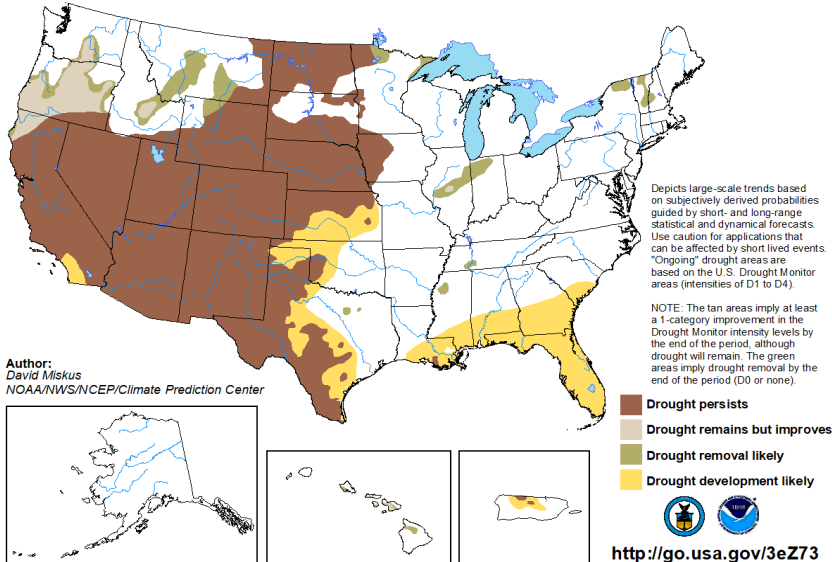 Depicts large-scale trends based
on subjectively derived probabilities
guided by short- and long-range
statistical and dynamical forecasts.
Use caution for applications that
can be affected by short lived events.
"Ongoing" drought areas are
based on the U.S. Drought Monitor
areas (intensities of D1 to D4).
NOTE: The tan areas imply at least
a 1-category improvement in the
Drought Monitor intensity levels by
the end of the period, although
drought will remain. The green
areas imply drought removal by the
end of the period (D0 or none).
Author:
David Miskus
NOAA/NWS/NCEP/Climate Prediction Center
Drought persists
Drought remains but improves
Drought removal likely
Drought development likely
http://go.usa.gov/3eZ73